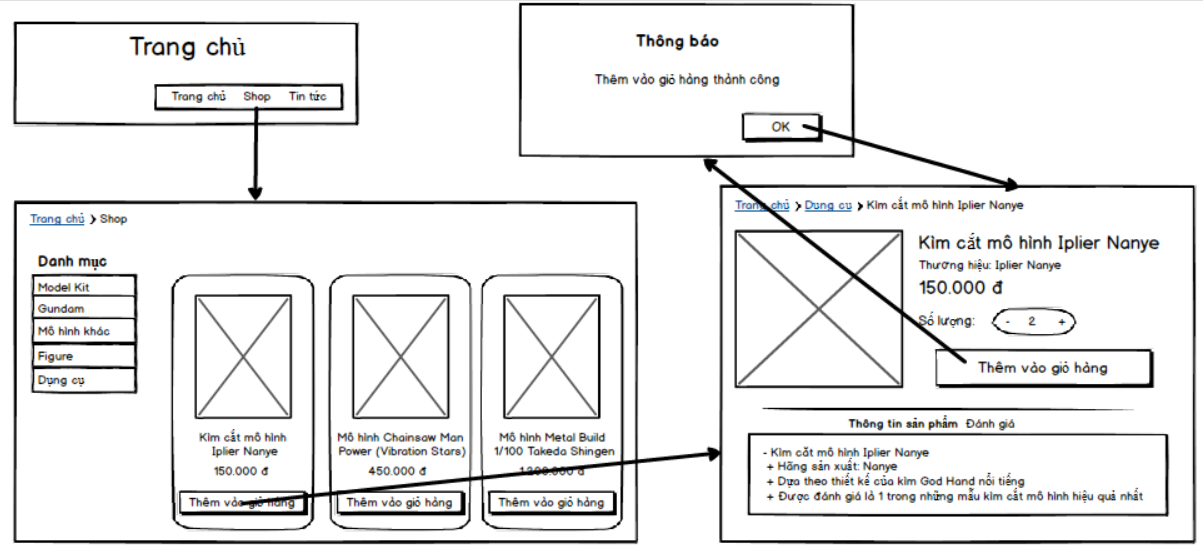 Trang chủ
Trang chủ Shop Tin tức
Thông báo
Thêm vào giỏ hàng thành công
OK
Trang chủ > Shop
Danh mục
Model Kit
Gundam
Mô hình khác
Figure
Dụng cụ
Kìm cắt mô hình
Iplier Nanye
150.000 đ
Thêm vào giỏ hàng
Mô hình Chainsaw Man
Power (Vibration Stars)
450.000 đ
Thêm vào giỏ hàng
Mô hình Metal Build
1/100 Takeda Shingen
1.200.000 đ
Thêm vào giỏ hàng
Trang chủ > Dụng cụ > Kìm cắt mô hình Iplier Nanye
Kìm cắt mô hình Iplier Nanye
Thương hiệu: Iplier Nanye
150.000 đ
Số lượng: - 2 +
Thêm vào giỏ hàng
Thông tin sản phẩm Đánh giá
- Kìm cắt mô hình Iplier Nanye
+ Hãng sản xuất: Nanye
+ Dựa theo thiết kế của kìm God Hand nổi tiếng
+ Được đánh giá là 1 trong những mẫu kìm cắt mô hình hiệu quả nhất